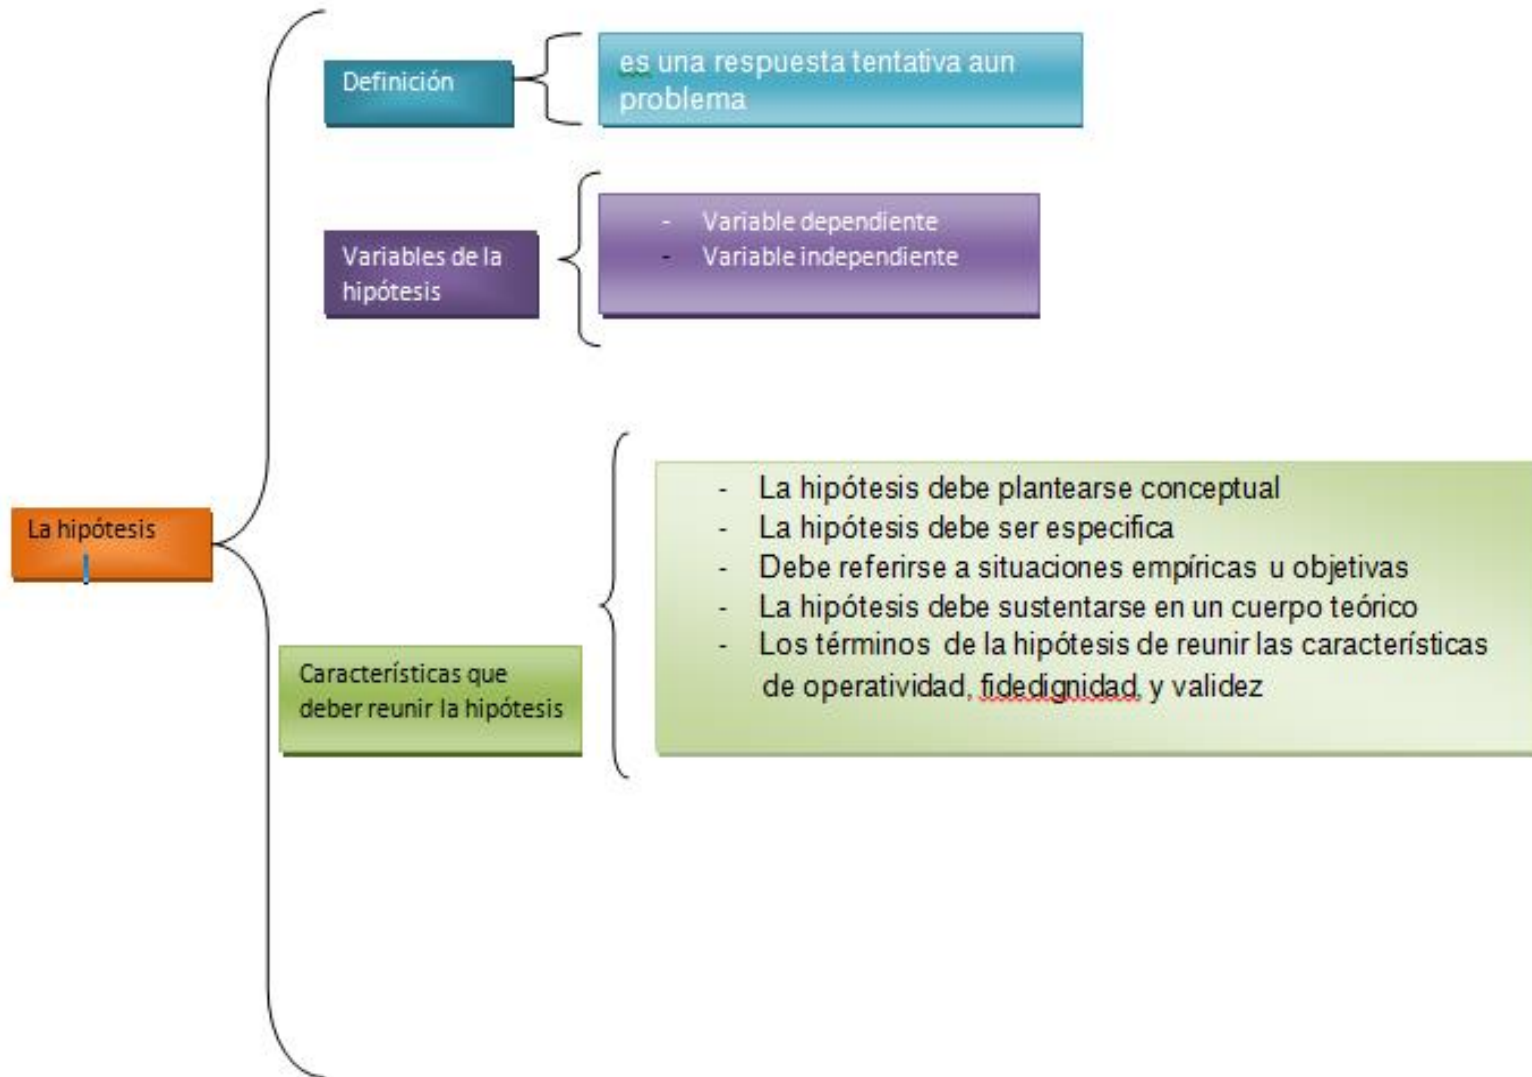 Definición
es una respuesta tentativa aun
problema
Variables de la
hipótesis
- Variable dependiente
- Variable independiente
La hipótesis
Características que
deber reunir la hipótesis
- La hipótesis debe plantearse conceptual
- La hipótesis debe ser especifica
- Debe referirse a situaciones empíricas u objetivas
- La hipótesis debe sustentarse en un cuerpo teórico
- Los términos de la hipótesis de reunir las características
de operatividad, fidedignidad, y validez